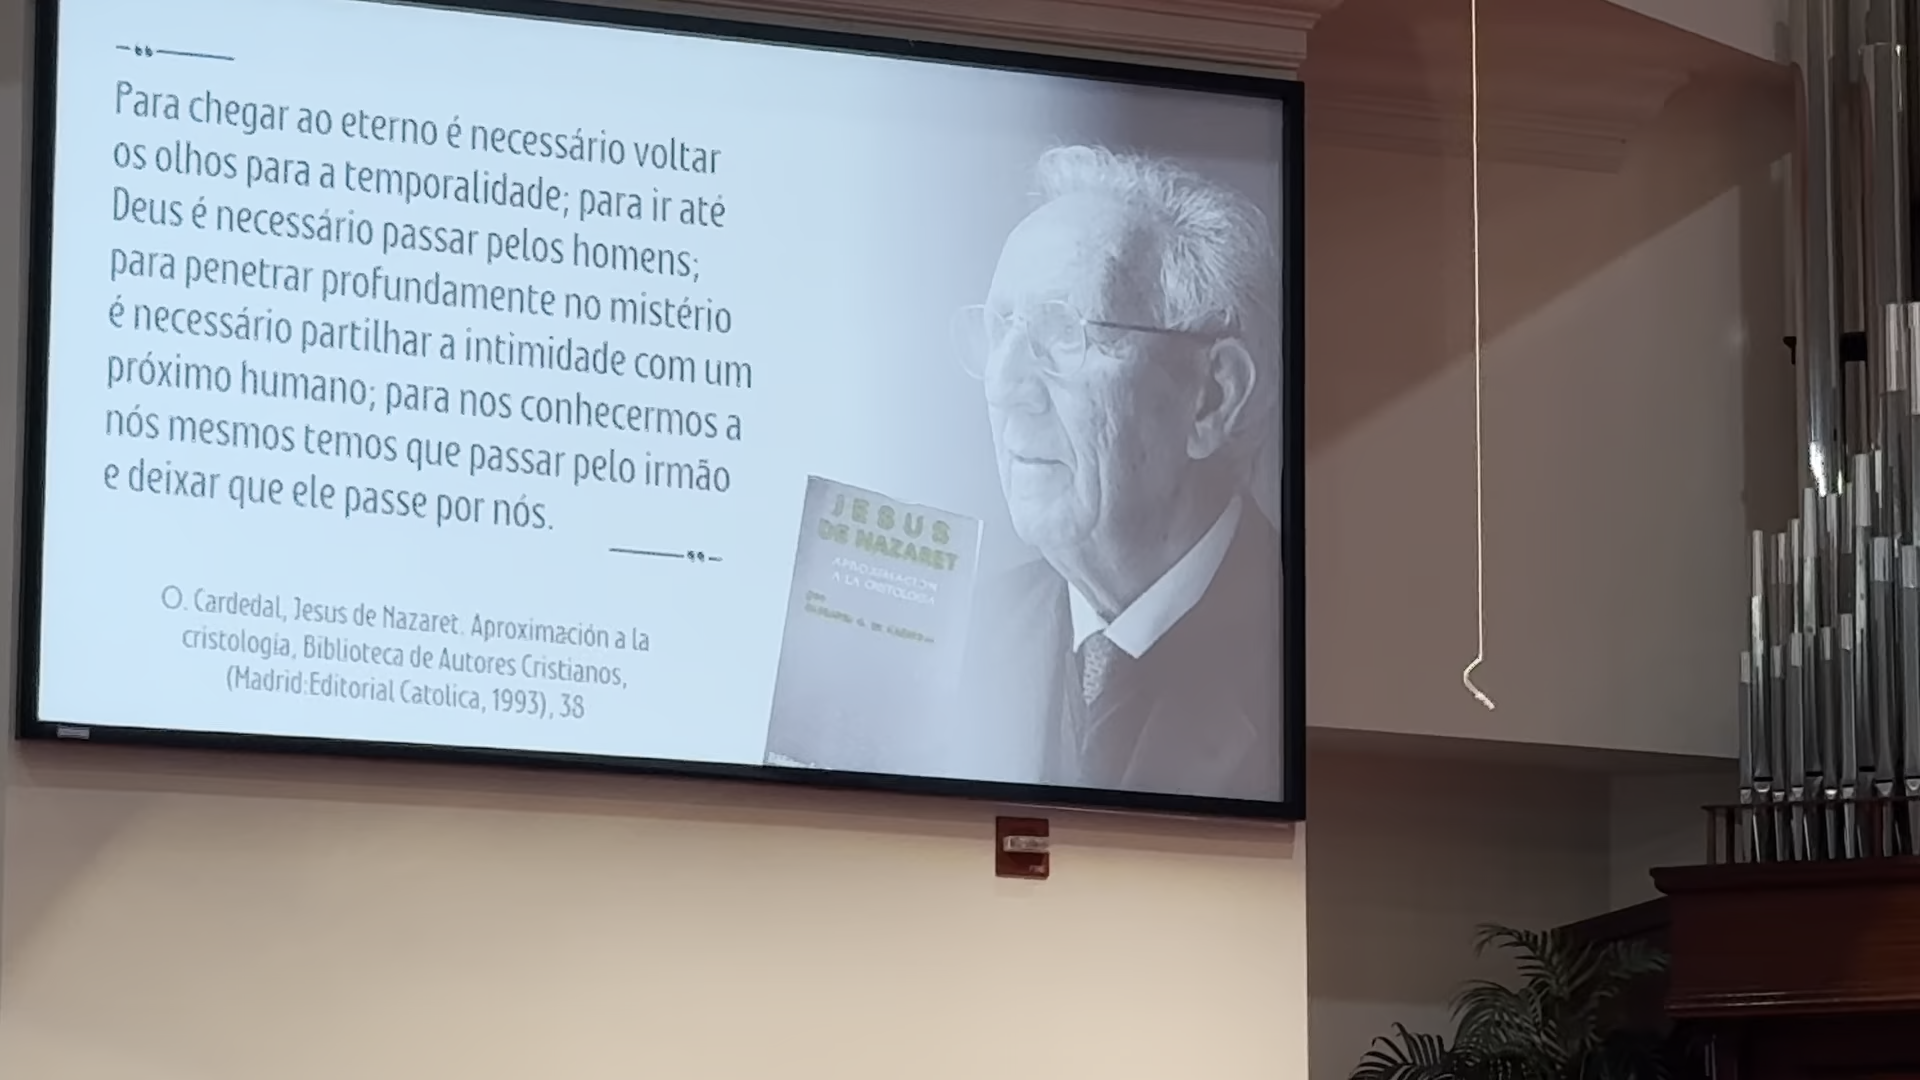 Para chegar ao eterno é necessário voltar
os olhos para a temporalidade; para ir até
Deus é necessário passar pelos homens;
para penetrar profundamente no mistério
é necessário partilhar a intimidade com um
próximo humano; para nos conhecermos a
nós mesmos temos que passar pelo irmão
e deixar que ele passe por nós.
O. Cardedal, Jesus de Nazaret. Aproximación a la
cristologia, Biblioteca de Autores Cristianos,
(Madrid:Editorial Catolica, 1993), 38
JESUS
DE NAZARET
APROXIMACIÓN
A LA CRISTOLOGÍA